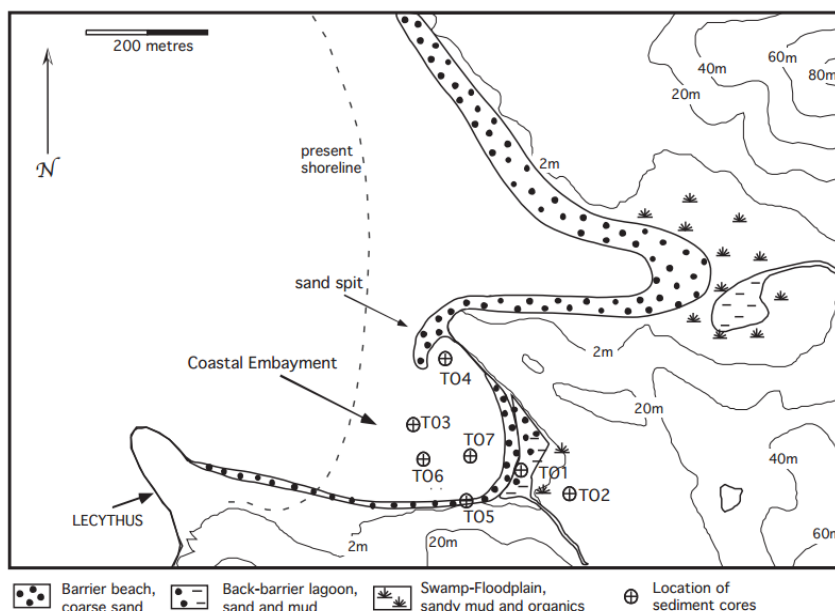 200 metres
N
present
shoreline
2m
20m
40m
60m
80m
sand spit
Coastal Embayment
TO4
TO3
TO7
TO6
TO1
TO2
TO5
2m
20m
40m
60m
LECYTHUS
2m
20m
Barrier beach,
coarse sand
Back-barrier lagoon,
sand and mud
Swamp-Floodplain,
sandy mud and organics
Location of
sediment cores